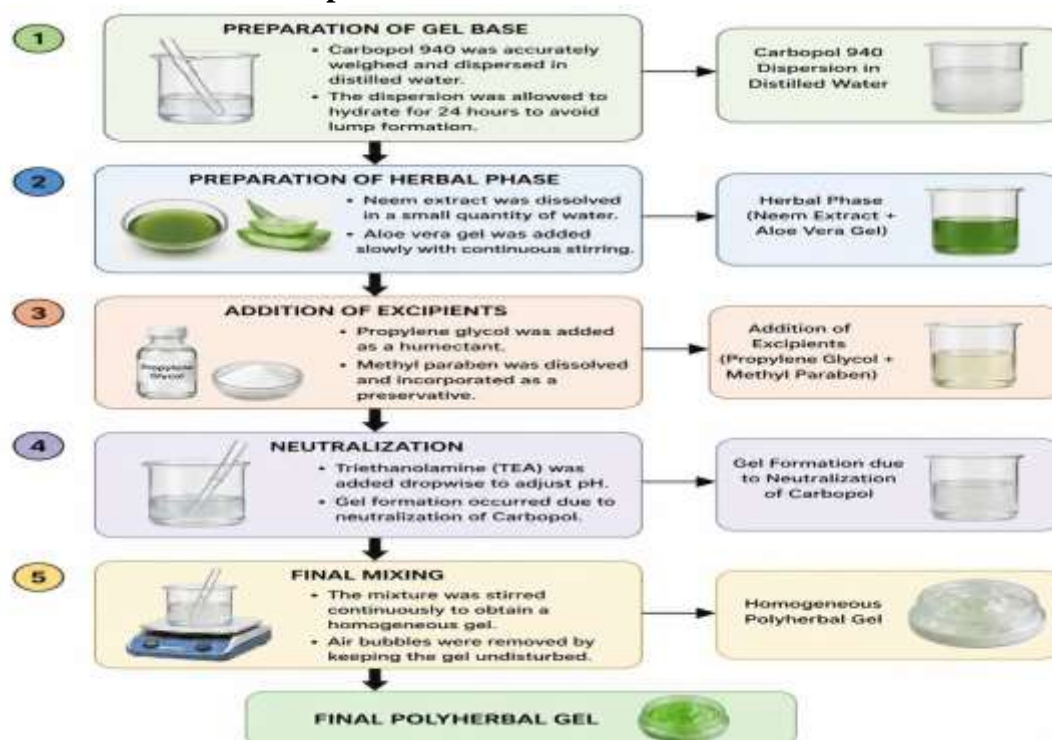 1
PREPARATION OF GEL BASE
• Carbopol 940 was accurately
weighed and dispersed in
distilled water.
• The dispersion was allowed to
hydrate for 24 hours to avoid
lump formation.
Carbopol 940
Dispersion in
Distilled Water
2
PREPARATION OF HERBAL PHASE
• Neem extract was dissolved
in a small quantity of water.
• Aloe vera gel was added
slowly with continuous stirring.
Herbal Phase
(Neem Extract +
Aloe Vera Gel)
3
ADDITION OF EXCIPIENTS
• Propylene glycol was added
as a humectant.
• Methyl paraben was dissolved
and incorporated as a
preservative.
Propylene
Glycol
Addition of
Excipients
(Propylene Glycol +
Methyl Paraben)
4
NEUTRALIZATION
• Triethanolamine (TEA) was
added dropwise to adjust pH.
• Gel formation occurred due to
neutralization of Carbopol.
Gel Formation due
to Neutralization
of Carbopol
5
FINAL MIXING
• The mixture was stirred
continuously to obtain a
homogeneous gel.
• Air bubbles were removed by
keeping the gel undisturbed.
Homogeneous
Polyherbal Gel
FINAL POLYHERBAL GEL